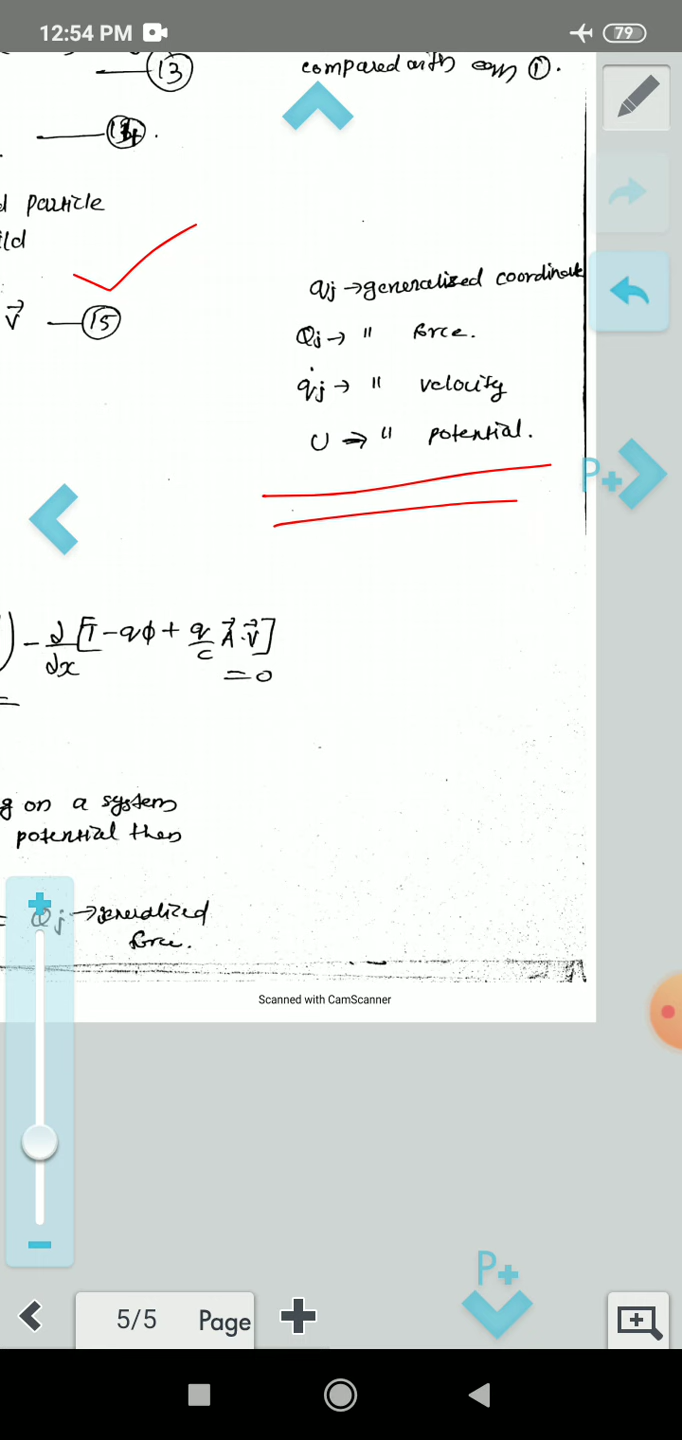 12:54 PM 79
(13) compared with eqn ①.
(14).
d particle
ild
v⃗ — (15)
qj → generalized coordinate
Qj → " force.
q̇j → " velocity
U → " potential.
P+
) - ∂/∂x [T - qϕ + q/c A⃗.v⃗]
= 0
=
g on a system
potential then
= Qj → generalized
force.
Scanned with CamScanner
P+
5/5 Page